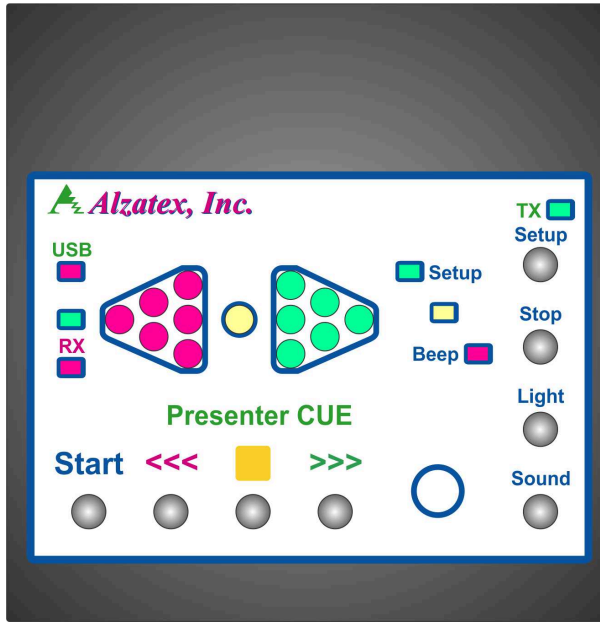 Alzatex, Inc.
TX
USB
Setup
Setup
Stop
RX
Beep
Light
Presenter CUE
Start <<< >>>
Sound